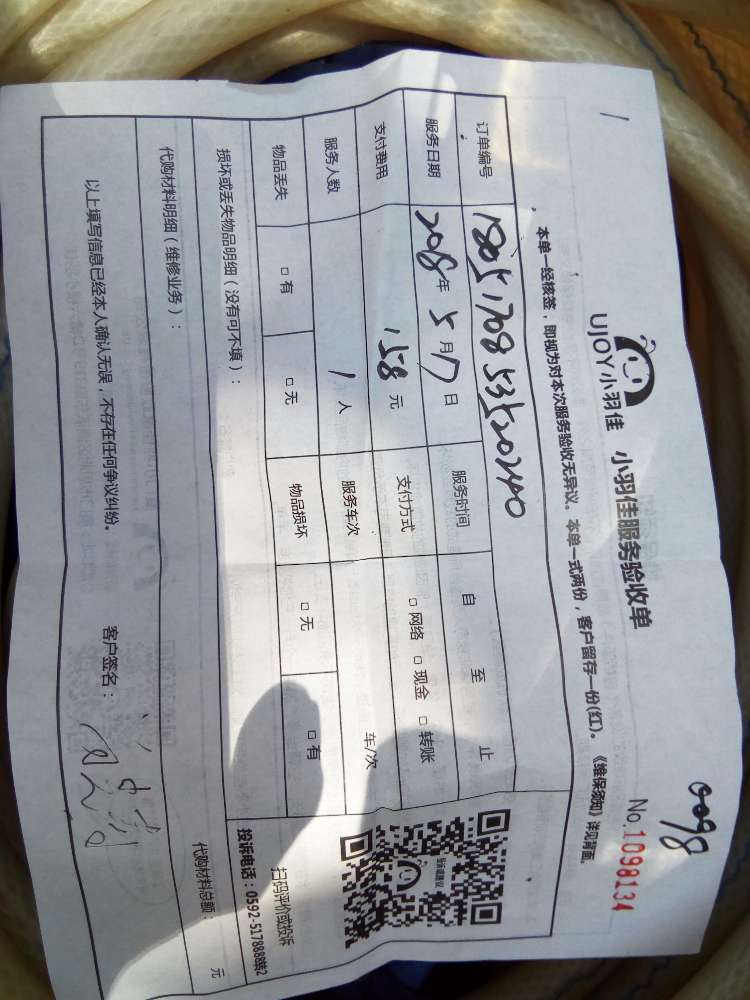 0098
UJOY小羽佳 小羽佳服务验收单 No.1098134
本单一经核签，即视为对本次服务验收无异议。本单一式两份，客户留存一份(红)。《维保须知》详见背面。
订单编号 1805170853520240
服务日期 2018年5月17日 服务时间 自 至 止
支付费用 158元 支付方式 □ 网络 □ 现金 □ 转账
服务人数 1人 服务车次 车/次
物品丢失 □ 有 □ 无 物品损坏 □ 无 □ 有
损坏或丢失物品明细（没有可不填）：
扫码评价或投诉
投诉电话：0592-5178888转2
代购材料明细（维修业务）： 代购材料总额： 元
以上填写信息已经本人确认无误，不存在任何争议纠纷。 客户签名：